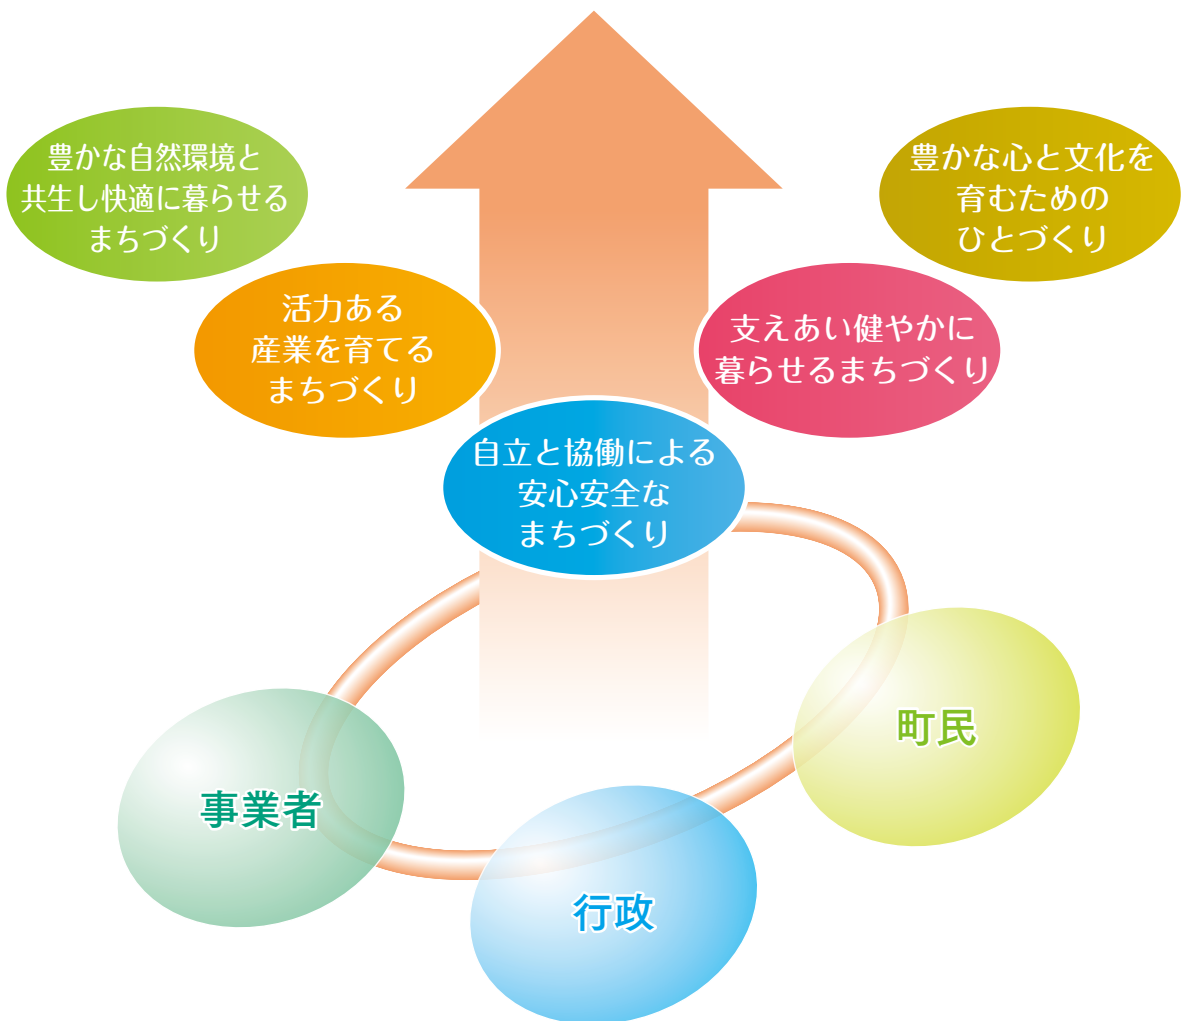 豊かな自然環境と
共生し快適に暮らせる
まちづくり
豊かな心と文化を
育むための
ひとづくり
活力ある
産業を育てる
まちづくり
支えあい健やかに
暮らせるまちづくり
自立と協働による
安心安全な
まちづくり
町民
事業者
行政